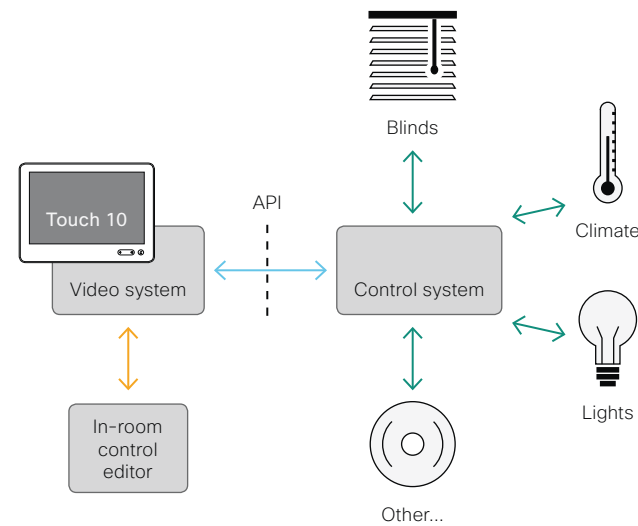 Blinds
Touch 10
API
Climate
Video system
Control system
In-room
control
editor
Lights
Other...